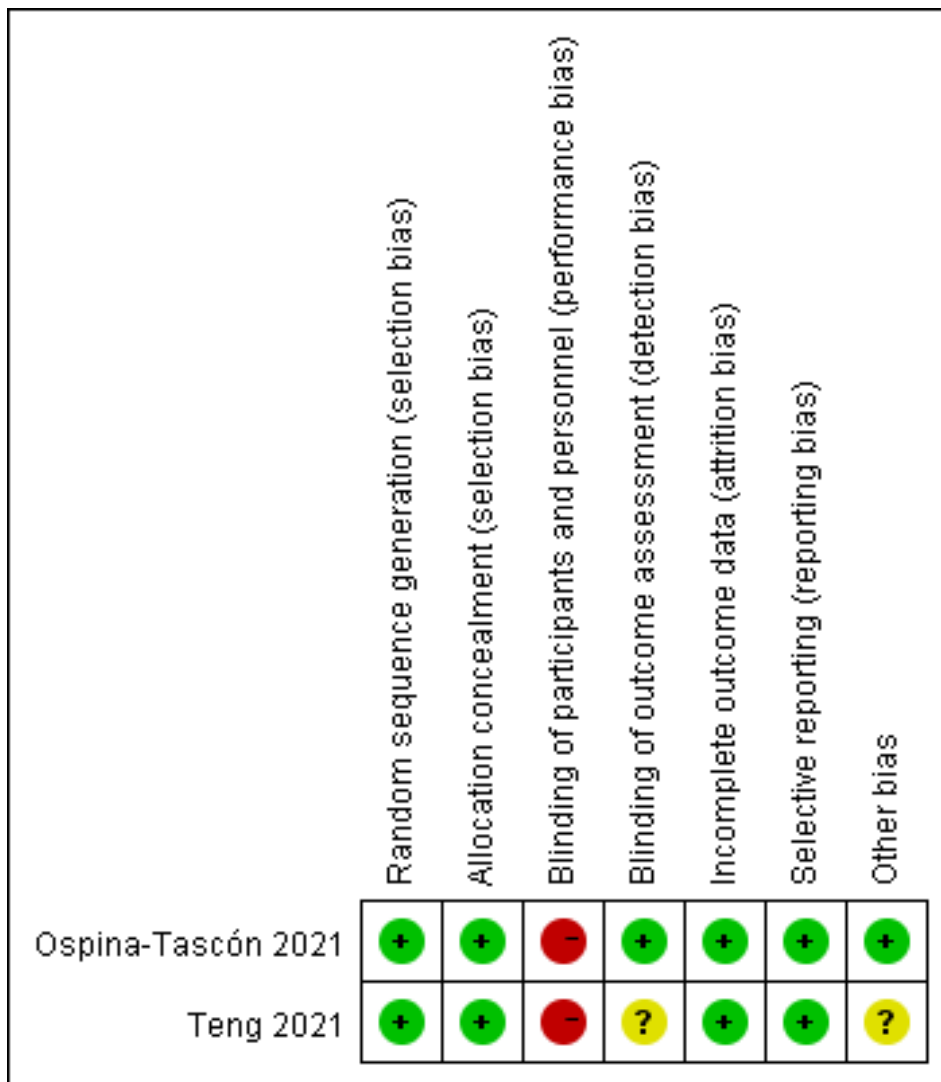 Random sequence generation (selection bias)
Allocation concealment (selection bias)
Blinding of participants and personnel (performance bias)
Blinding of outcome assessment (detection bias)
Incomplete outcome data (attrition bias)
Selective reporting (reporting bias)
Other bias
Ospina-Tascón 2021 + + - + + + +
Teng 2021 + + - ? + + ?